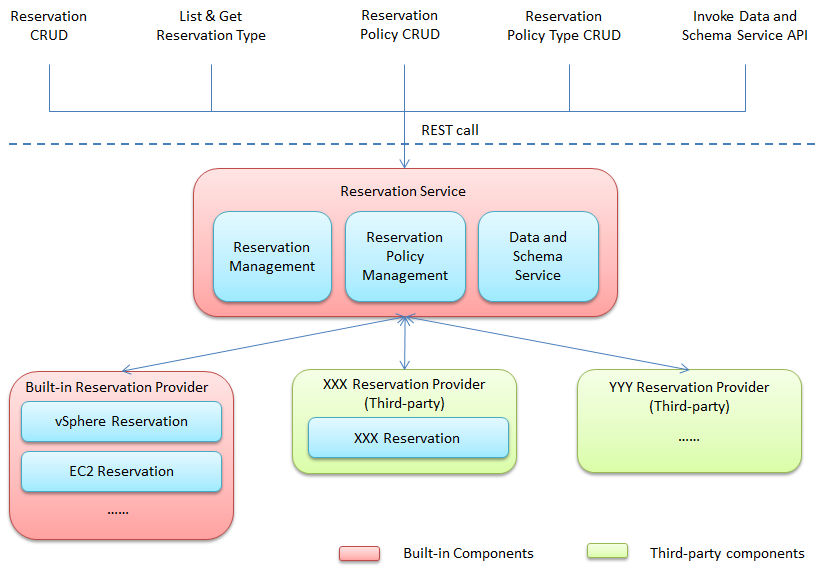 Reservation
CRUD
List & Get
Reservation Type
Reservation
Policy CRUD
Reservation
Policy Type CRUD
Invoke Data and
Schema Service API
REST call
Reservation Service
Reservation
Management
Reservation
Policy
Management
Data and
Schema
Service
Built-in Reservation Provider
vSphere Reservation
EC2 Reservation
......
XXX Reservation Provider
(Third-party)
XXX Reservation
YYY Reservation Provider
(Third-party)
......
Built-in Components
Third-party components